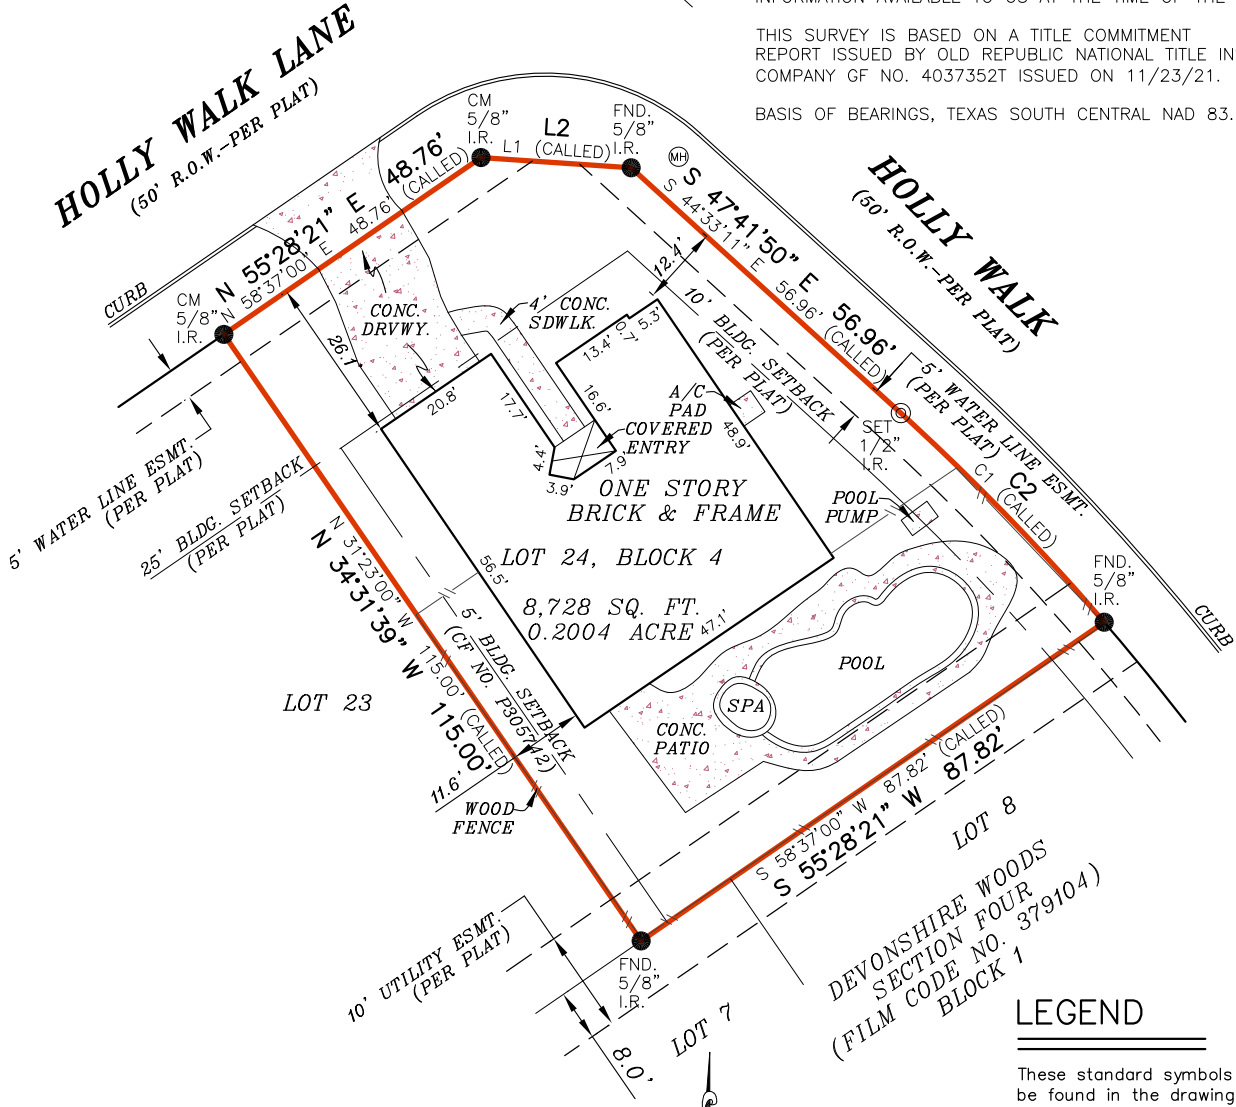 INFORMATION AVAILABLE TO US AT THE TIME OF THE
THIS SURVEY IS BASED ON A TITLE COMMITMENT
REPORT ISSUED BY OLD REPUBLIC NATIONAL TITLE IN
COMPANY GF NO. 4037352T ISSUED ON 11/23/21.
BASIS OF BEARINGS, TEXAS SOUTH CENTRAL NAD 83.
HOLLY WALK LANE
(50' R.O.W.-PER PLAT)
CURB
CM
5/8"
I.R.
N 55°28'21" E 48.76'
N 58°37'00" E 48.76'
(CALLED)
CM
5/8"
I.R.
L2
L1 (CALLED)
FND.
5/8"
I.R.
MH
S 47°41'50" E 56.96'
S 44°33'11" E 56.96' (CALLED)
HOLLY WALK
(50' R.O.W.-PER PLAT)
CONC.
DRVWY.
4' CONC.
SDWLK.
26.1'
12.4'
10' BLDG. SETBACK
(PER PLAT)
5' WATER LINE ESMT.
(PER PLAT)
20.8'
17.7'
13.4'
0.7'
5.3'
16.6'
4.4'
3.9'
7.9'
48.9'
A/C
PAD
COVERED
ENTRY
SET
1/2"
I.R.
C1 C2
(CALLED)
POOL
PUMP
FND.
5/8"
I.R.
CURB
5' WATER LINE ESMT.
(PER PLAT)
25' BLDG. SETBACK
(PER PLAT)
ONE STORY
BRICK & FRAME
LOT 24, BLOCK 4
8,728 SQ. FT.
0.2004 ACRE
56.5'
47.1'
N 31°23'00" W 115.00' (CALLED)
N 34°31'39" W 115.00'
5' BLDG. SETBACK
(CF NO. P305742)
LOT 23
POOL
SPA
CONC.
PATIO
11.6'
WOOD
FENCE
S 58°37'00" W 87.82' (CALLED)
S 55°28'21" W 87.82'
LOT 8
10' UTILITY ESMT.
(PER PLAT)
FND.
5/8"
I.R.
8.0'
LOT 7
DEVONSHIRE WOODS
SECTION FOUR
(FILM CODE NO. 379104)
BLOCK 1
LEGEND
These standard symbols
be found in the drawing